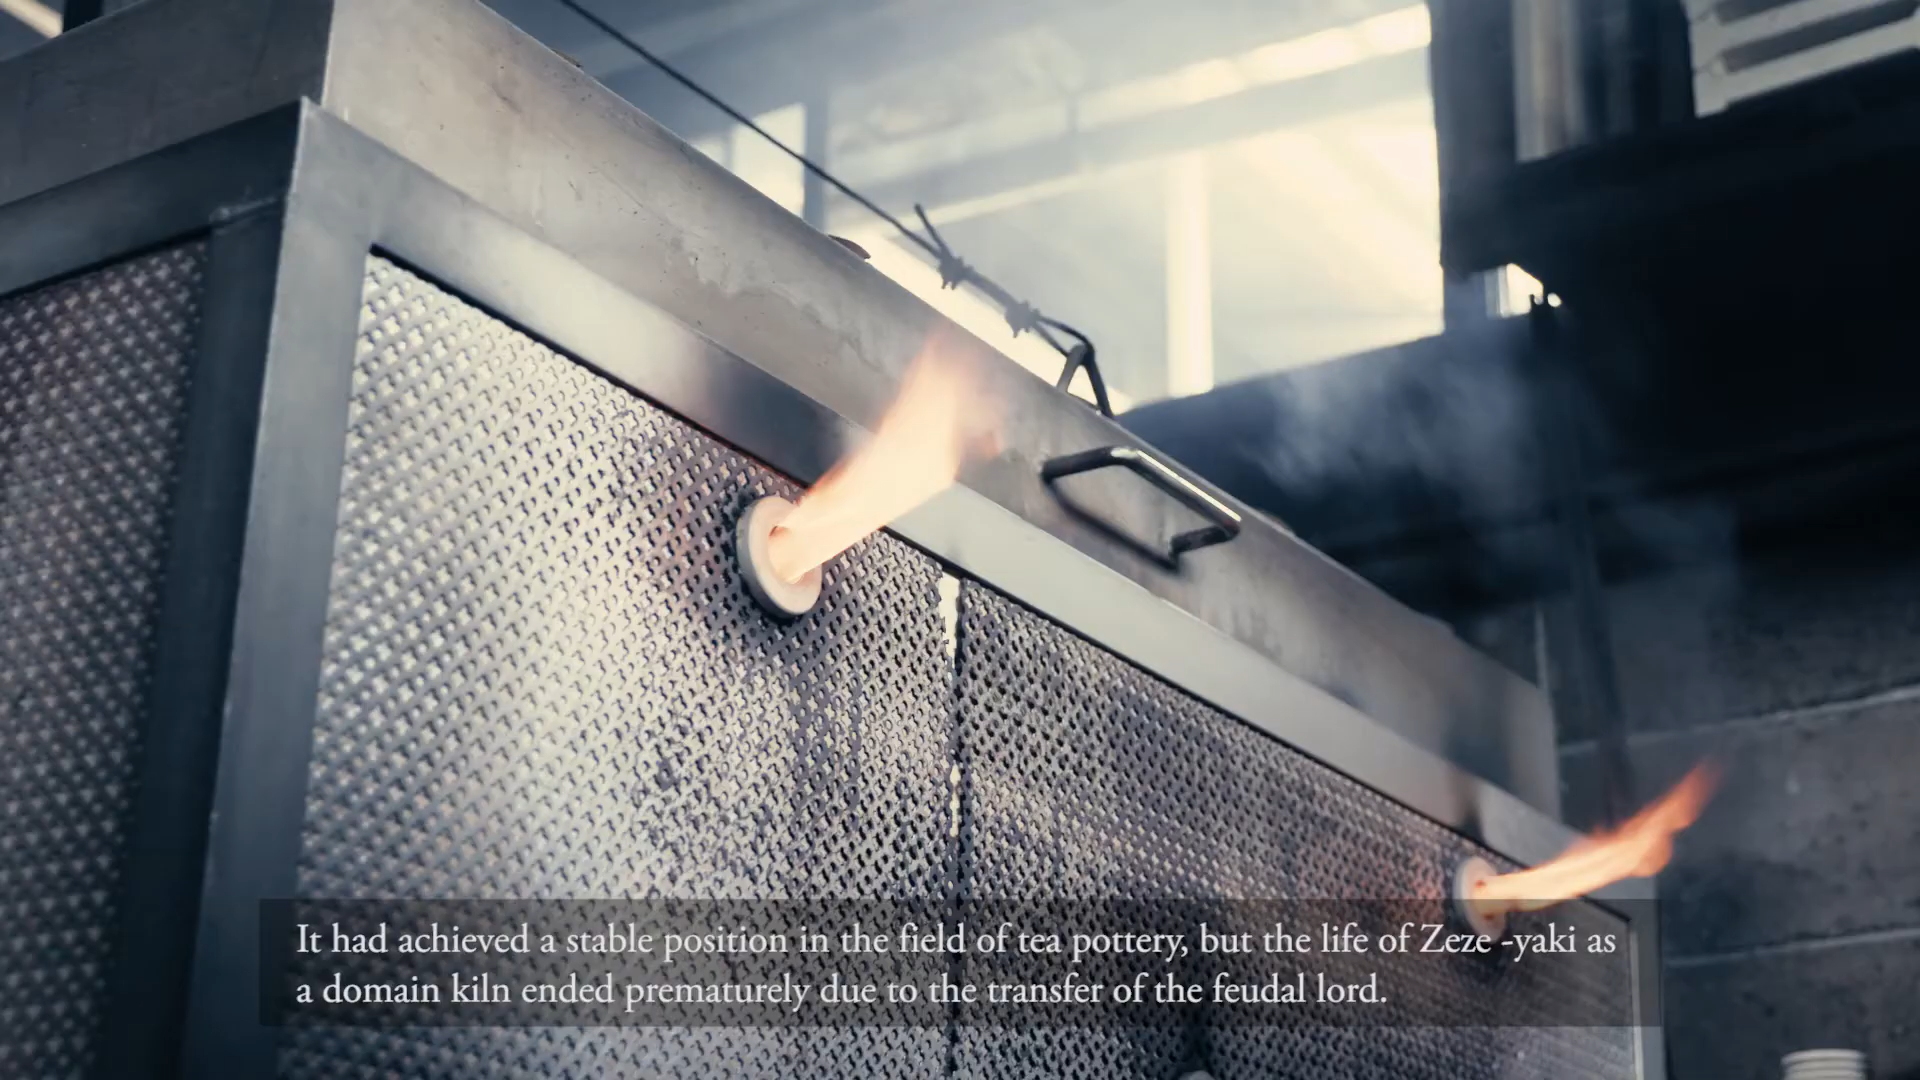 It had achieved a stable position in the field of tea pottery, but the life of Zeze -yaki as
a domain kiln ended prematurely due to the transfer of the feudal lord.